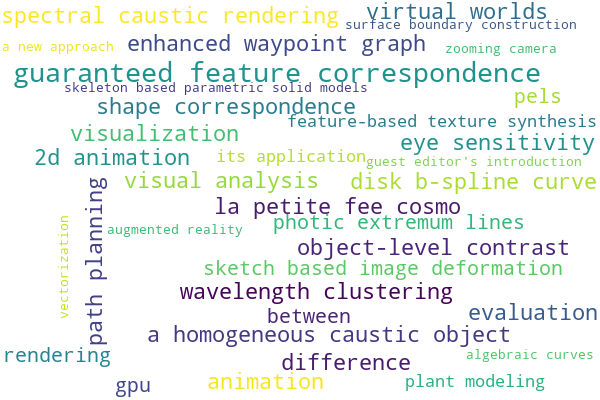 spectral caustic rendering
virtual worlds
surface boundary construction
a new approach
enhanced waypoint graph
zooming camera
guaranteed feature correspondence
skeleton based parametric solid models
pels
shape correspondence
feature-based texture synthesis
visualization
eye sensitivity
2d animation
its application
guest editor's introduction
visual analysis
disk b-spline curve
path planning
la petite fee cosmo
vectorization
augmented reality
photic extremum lines
object-level contrast
sketch based image deformation
wavelength clustering
between
evaluation
a homogeneous caustic object
rendering
difference
algebraic curves
gpu
animation
plant modeling